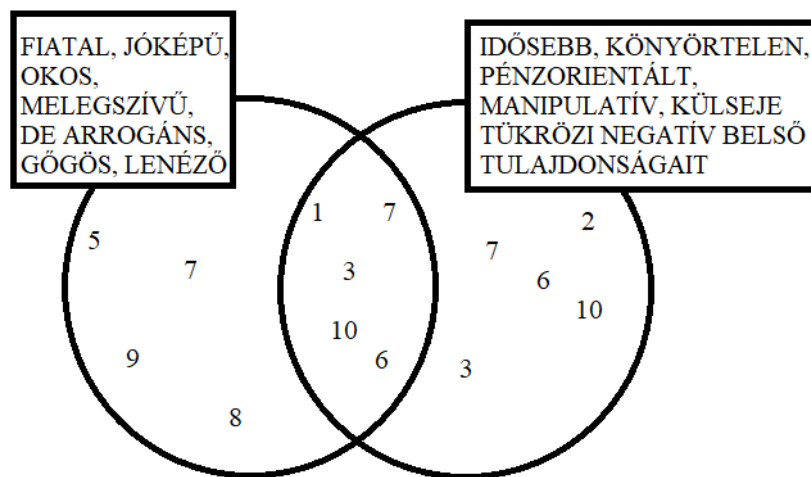 FIATAL, JÓKÉPŰ,
OKOS,
MELEGSZÍVŰ,
DE ARROGÁNS,
GŐGÖS, LENÉZŐ
IDŐSEBB, KÖNYÖRTELEN,
PÉNZORIENTÁLT,
MANIPULATÍV, KÜLSEJE
TÜKRÖZI NEGATÍV BELSŐ
TULAJDONSÁGAIT
5
7
9
8
1
7
3
10
6
2
7
6
10
3